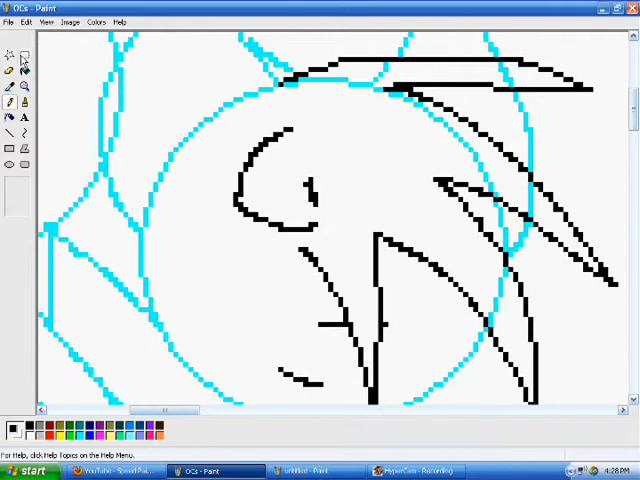 OCs - Paint
File Edit View Image Colors Help
A
For Help, click Help Topics on the Help Menu.
start YouTube - Speed Pai... OCs - Paint untitled - Paint HyperCam - Recording 4:28 PM